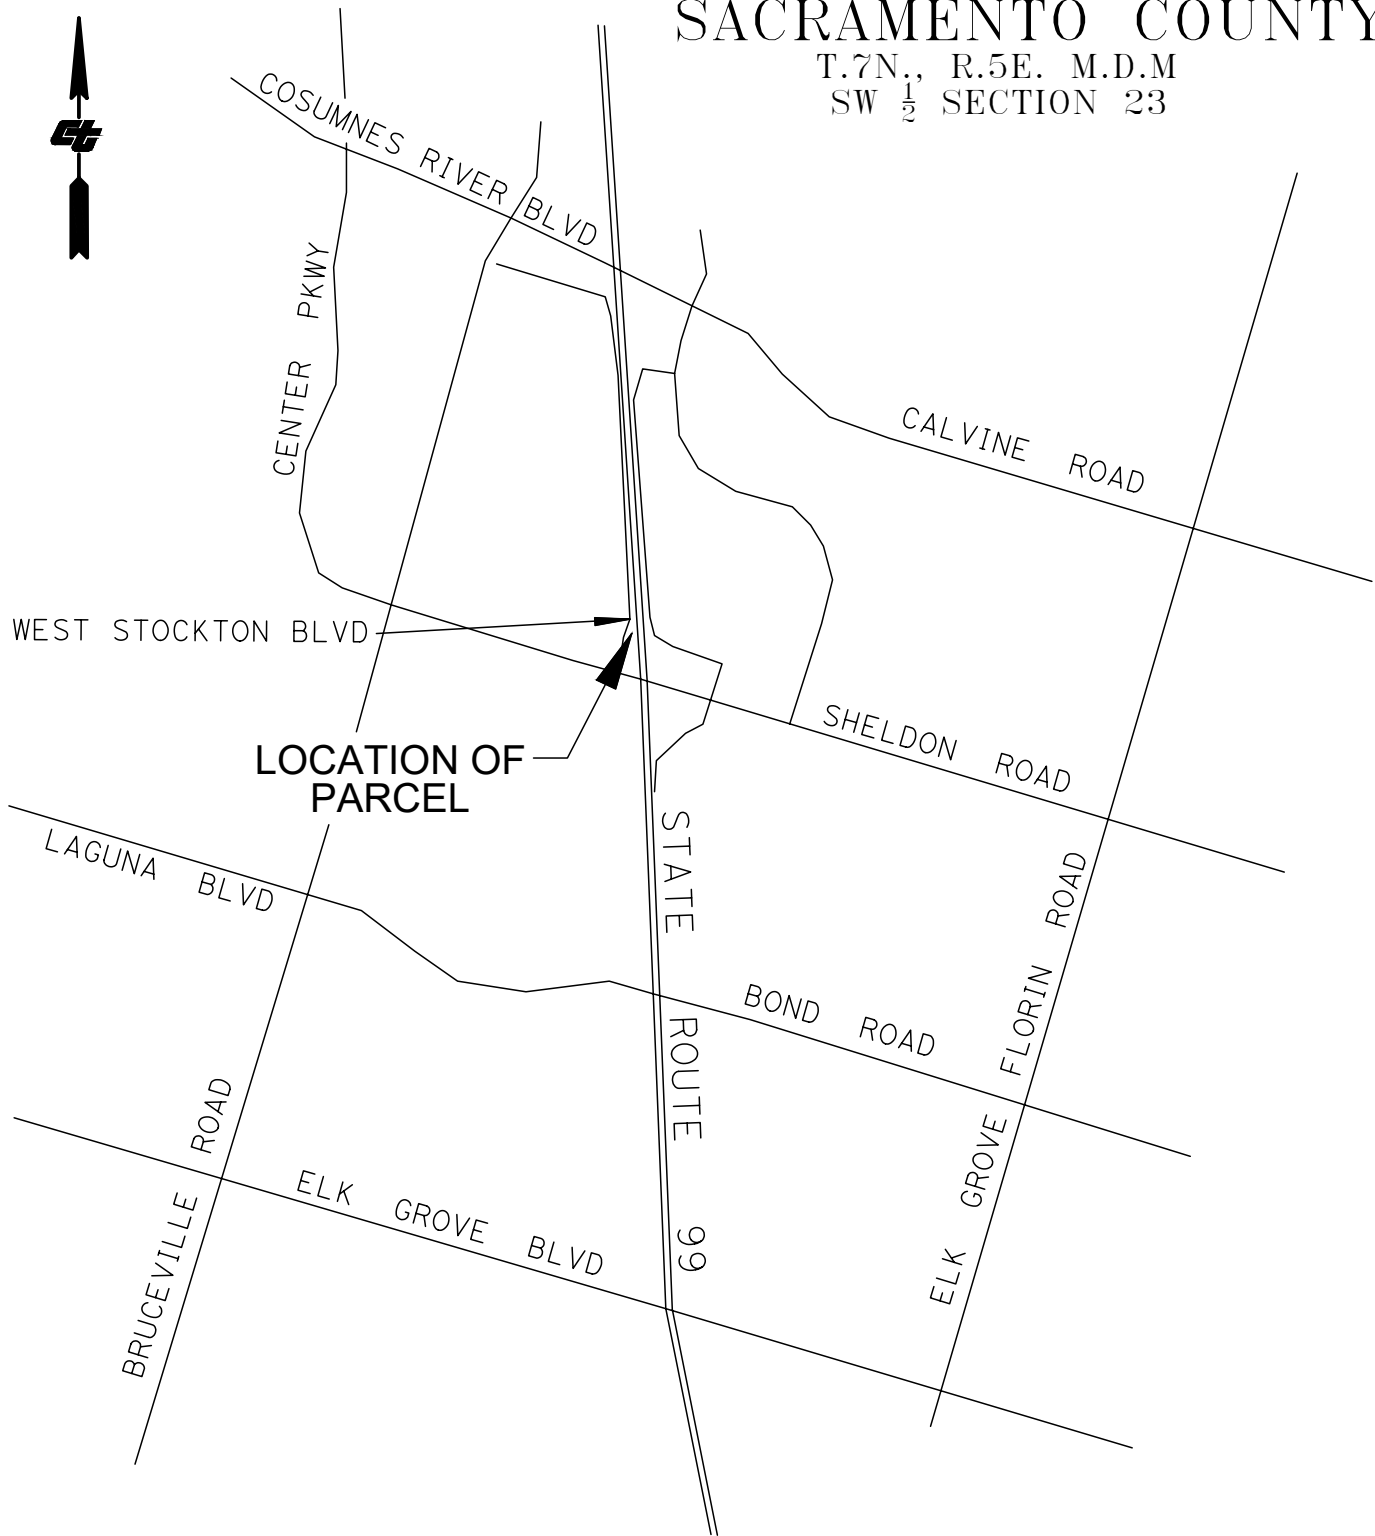 SACRAMENTO COUNTY
T.7N., R.5E. M.D.M
SW 1/2 SECTION 23
ct
COSUMNES RIVER BLVD
CENTER PKWY
CALVINE ROAD
WEST STOCKTON BLVD
SHELDON ROAD
LOCATION OF
PARCEL
LAGUNA BLVD
STATE ROUTE 99
BOND ROAD
ELK GROVE FLORIN ROAD
BRUCEVILLE ROAD
ELK GROVE BLVD